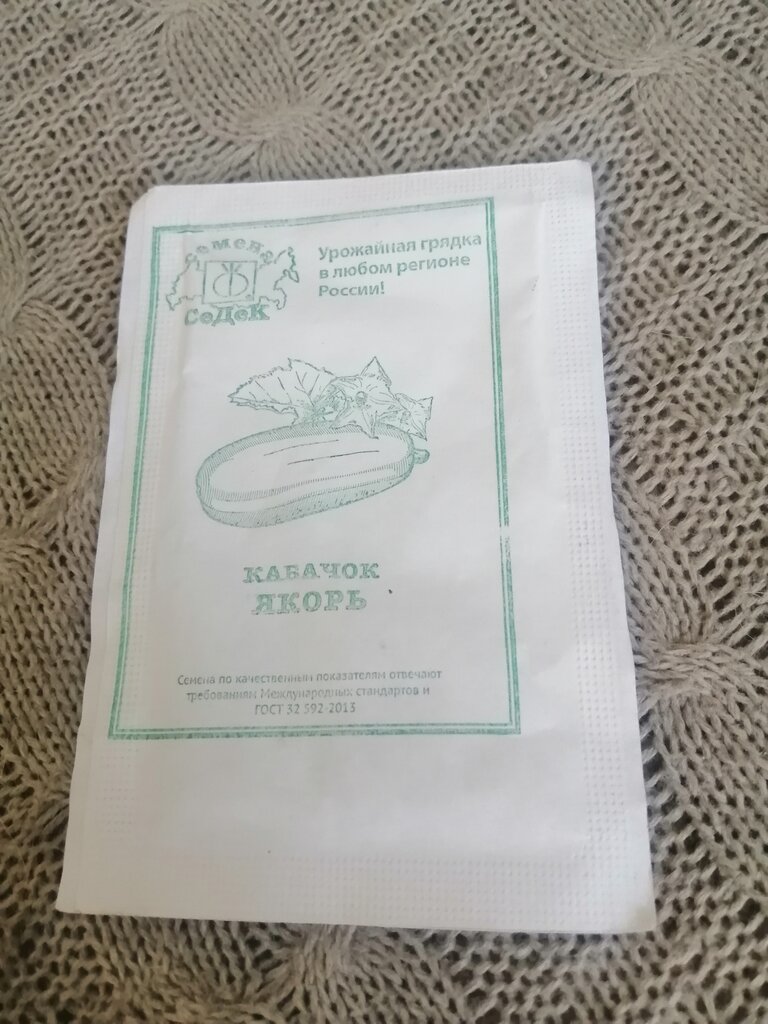 семена
СеДеК
Урожайная грядка
в любом регионе
России!
КАБАЧОК
ЯКОРЬ
Семена по качественным показателям отвечают
требованиям Международных стандартов и
ГОСТ 32 592-2013